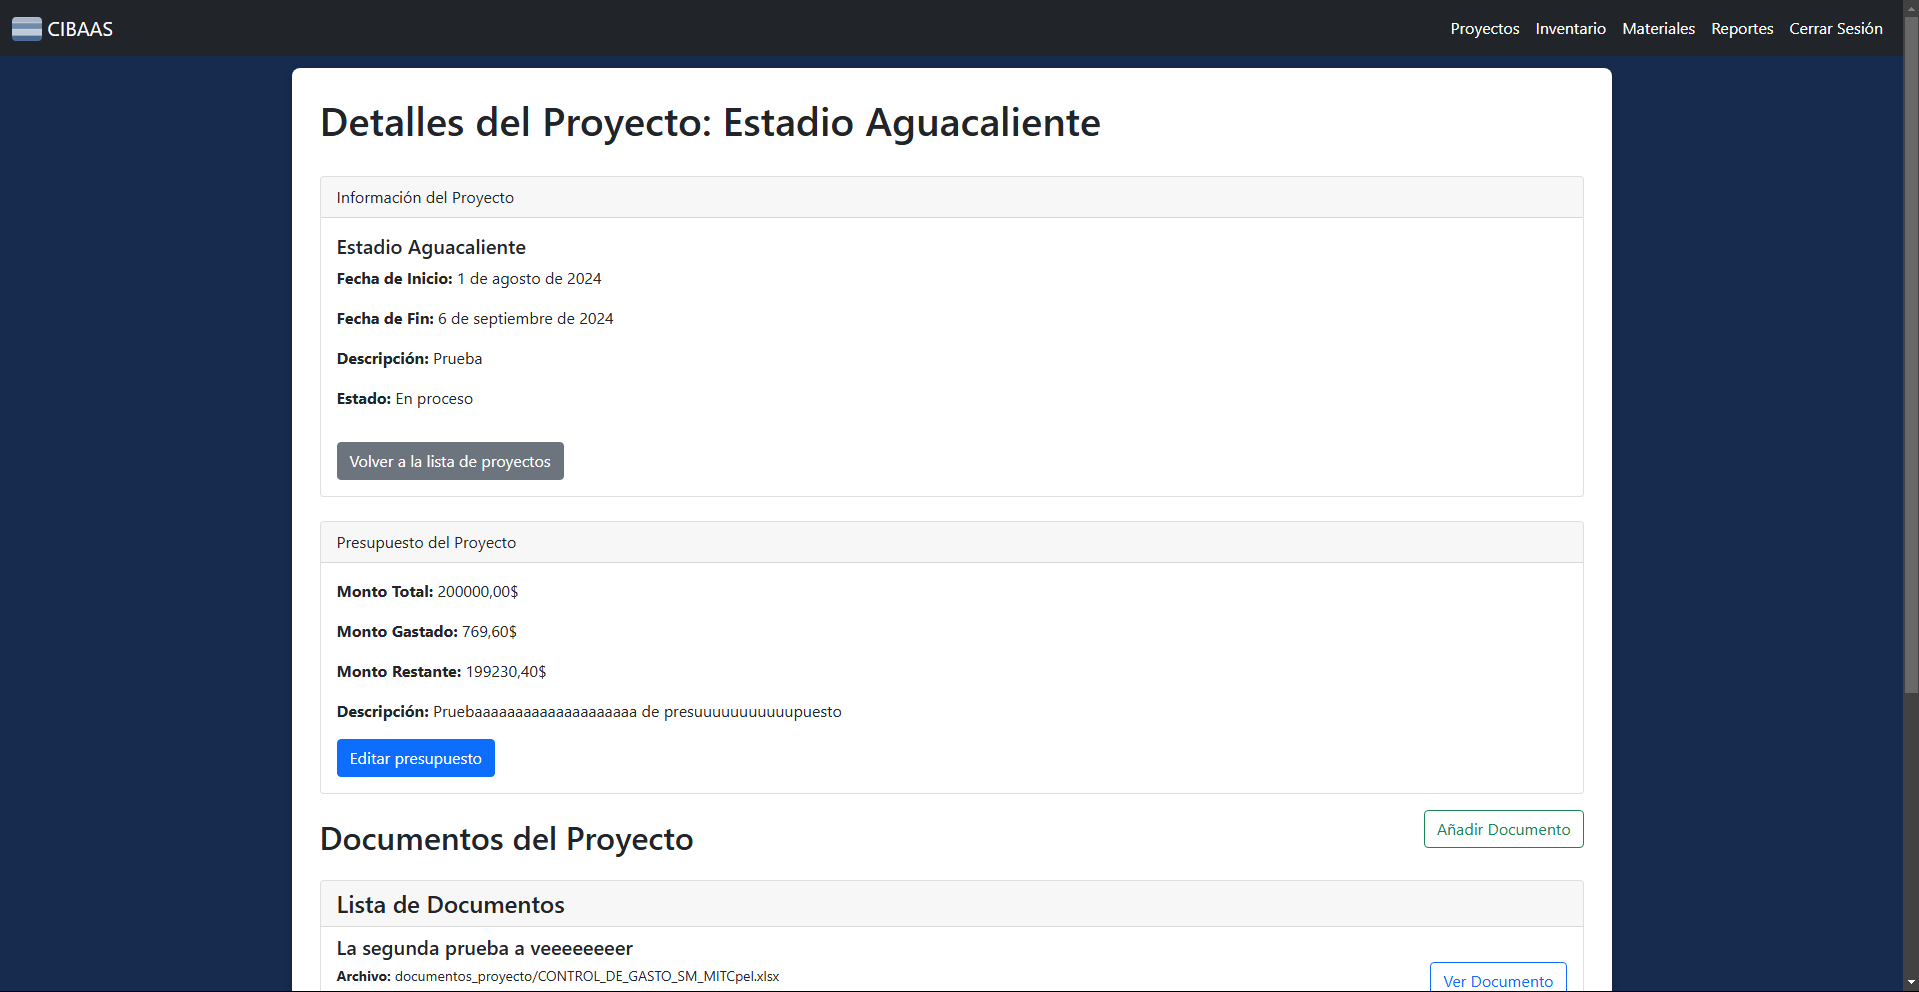 CIBAAS
Proyectos Inventario Materiales Reportes Cerrar Sesión
Detalles del Proyecto: Estadio Aguacaliente
Información del Proyecto
Estadio Aguacaliente
Fecha de Inicio: 1 de agosto de 2024
Fecha de Fin: 6 de septiembre de 2024
Descripción: Prueba
Estado: En proceso
Volver a la lista de proyectos
Presupuesto del Proyecto
Monto Total: 200000,00$
Monto Gastado: 769,60$
Monto Restante: 199230,40$
Descripción: Pruebaaaaaaaaaaaaaaaaaaaa de presuuuuuuuuuuupuesto
Editar presupuesto
Documentos del Proyecto
Añadir Documento
Lista de Documentos
La segunda prueba a veeeeeeeer
Archivo: documentos_proyecto/CONTROL_DE_GASTO_SM_MITCpel.xlsx
Ver Documento